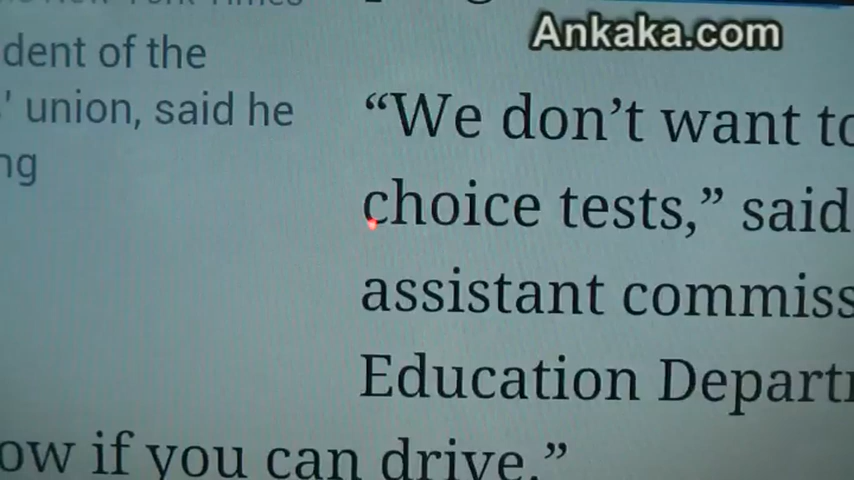 Ankaka.com
dent of the
' union, said he
ng
“We don’t want to
choice tests,” said
assistant commiss
Education Departm
ow if you can drive.”